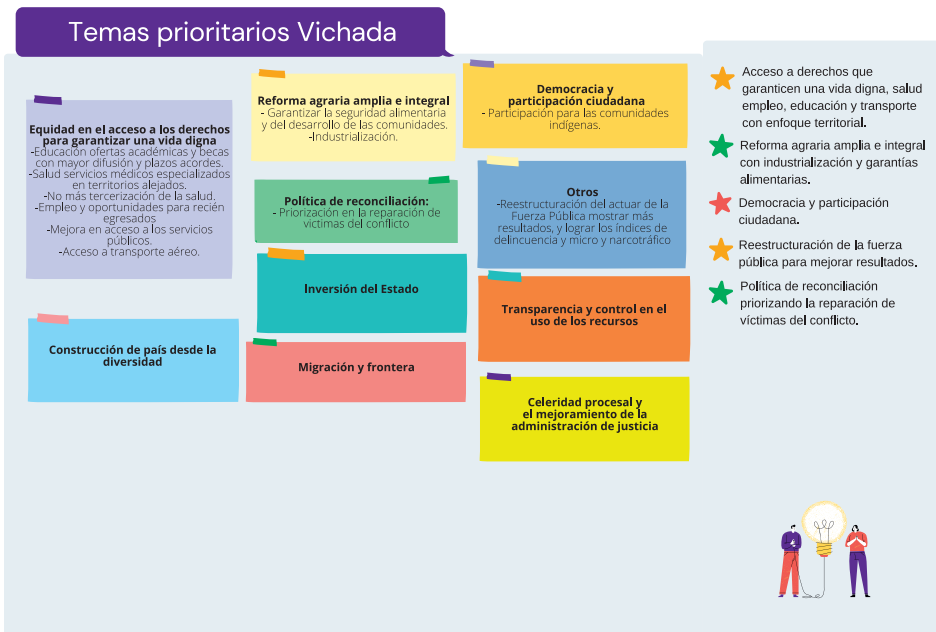 Temas prioritarios Vichada
Equidad en el acceso a los derechos
para garantizar una vida digna
-Educación ofertas académicas y becas
con mayor difusión y plazos acordes.
-Salud servicios médicos especializados
en territorios alejados.
-No más tercerización de la salud.
-Empleo y oportunidades para recién
egresados
-Mejora en acceso a los servicios
públicos.
-Acceso a transporte aéreo.
Construcción de país desde la
diversidad
Reforma agraria amplia e integral
- Garantizar la seguridad alimentaria
y del desarrollo de las comunidades.
-Industrialización.
Política de reconciliación:
- Priorización en la reparación de
victimas del conflicto
Inversión del Estado
Migración y frontera
Democracia y
participación ciudadana
- Participación para las comunidades
indígenas.
Otros
-Reestructuración del actuar de la
Fuerza Pública mostrar más
resultados, y lograr los índices de
delincuencia y micro y narcotráfico
Transparencia y control en el
uso de los recursos
Celeridad procesal y
el mejoramiento de la
administración de justicia
Acceso a derechos que
garanticen una vida digna, salud
empleo, educación y transporte
con enfoque territorial.
Reforma agraria amplia e integral
con industrialización y garantías
alimentarias.
Democracia y participación
ciudadana.
Reestructuración de la fuerza
pública para mejorar resultados.
Política de reconciliación
priorizando la reparación de
víctimas del conflicto.